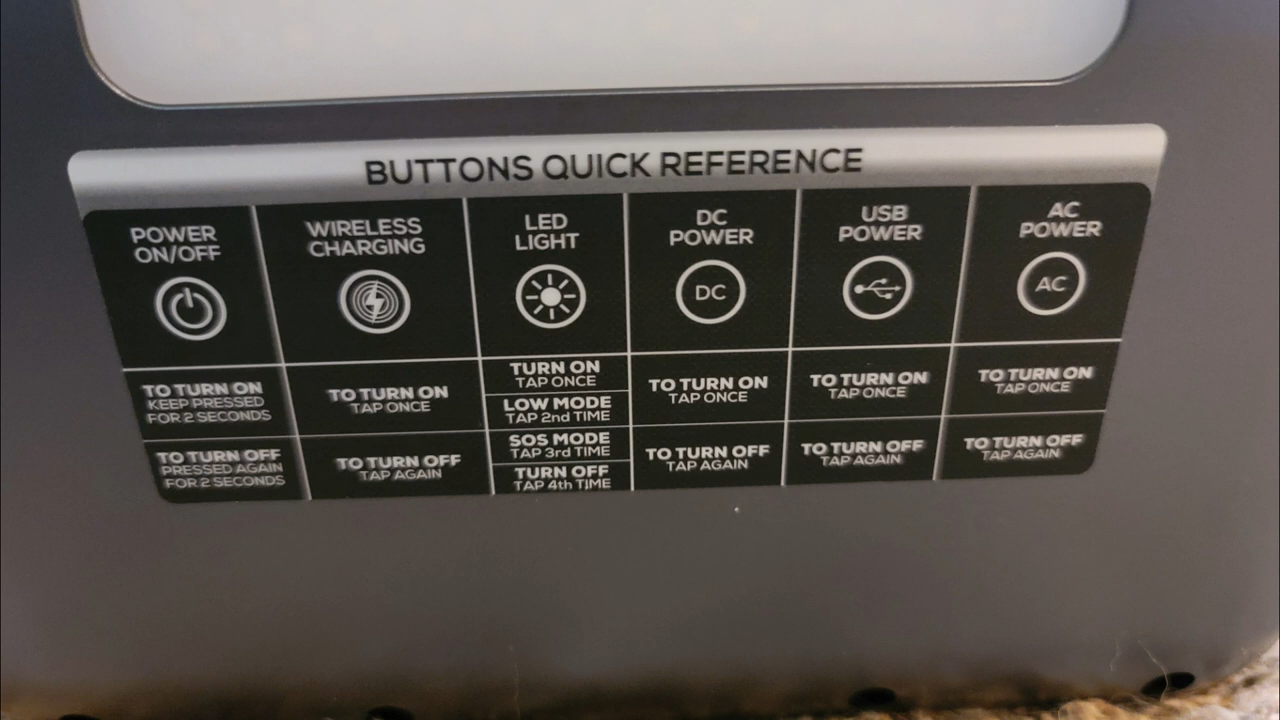 BUTTONS QUICK REFERENCE
POWER
ON/OFF
WIRELESS
CHARGING
LED
LIGHT
DC
POWER
DC
USB
POWER
AC
POWER
AC
TO TURN ON
KEEP PRESSED
FOR 2 SECONDS
TO TURN ON
TAP ONCE
TURN ON
TAP ONCE
LOW MODE
TAP 2nd TIME
TO TURN ON
TAP ONCE
TO TURN ON
TAP ONCE
TO TURN ON
TAP ONCE
TO TURN OFF
PRESSED AGAIN
FOR 2 SECONDS
TO TURN OFF
TAP AGAIN
SOS MODE
TAP 3rd TIME
TURN OFF
TAP 4th TIME
TO TURN OFF
TAP AGAIN
TO TURN OFF
TAP AGAIN
TO TURN OFF
TAP AGAIN